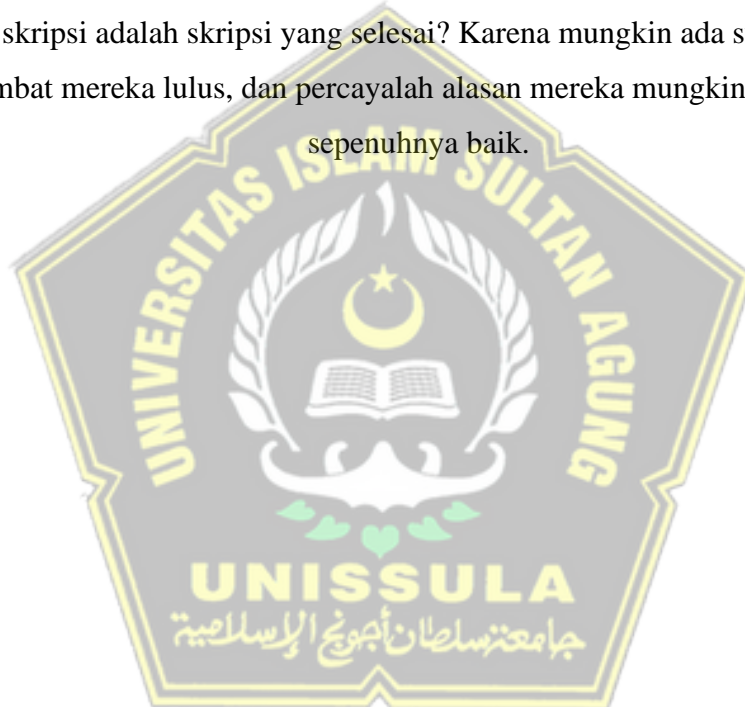 skripsi adalah skripsi yang selesai? Karena mungkin ada s
mbat mereka lulus, dan percayalah alasan mereka mungkin
sepenuhnya baik.
UNIVERSITAS ISLAM SULTAN AGUNG
UNISSULA
جامعة سلطان أجونج الإسلامية